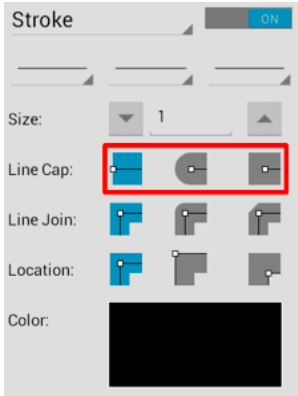 Stroke ON
Size: 1
Line Cap:
Line Join:
Location:
Color: